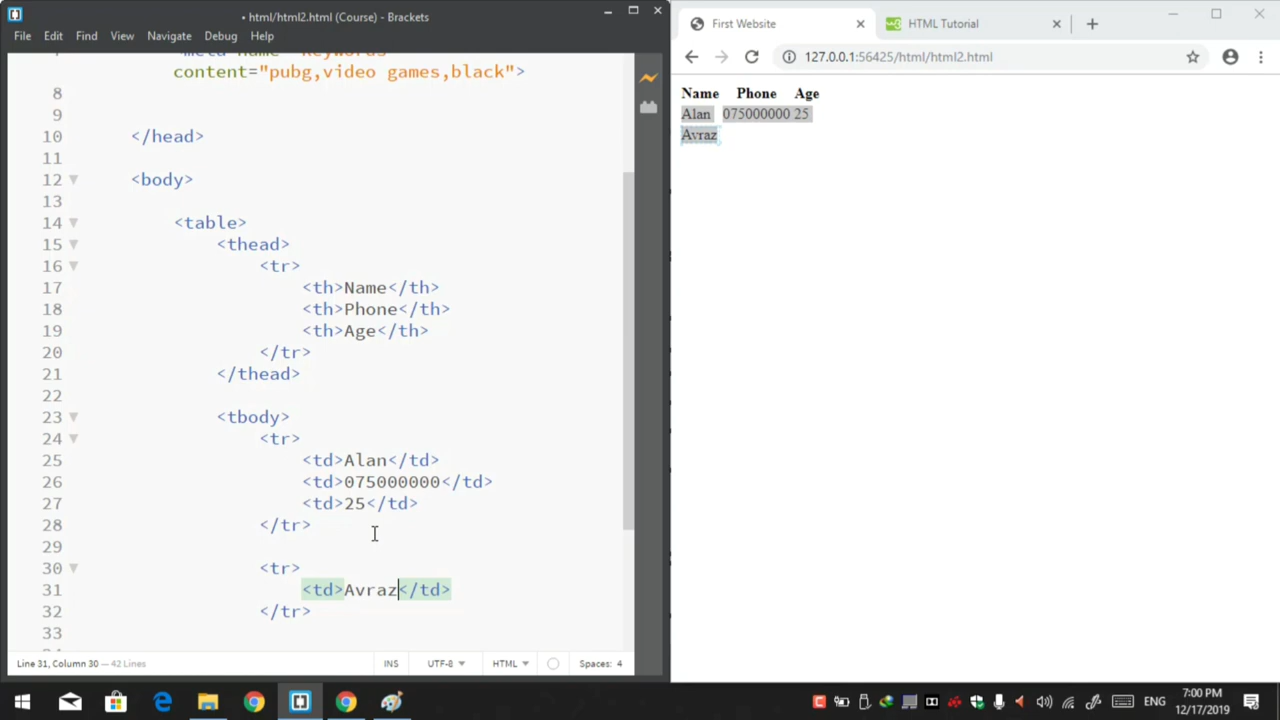 • html/html2.html (Course) - Brackets
File Edit Find View Navigate Debug Help
content="pubg,video games,black">
8
9
10 </head>
11
12 <body>
13
14 <table>
15 <thead>
16 <tr>
17 <th>Name</th>
18 <th>Phone</th>
19 <th>Age</th>
20 </tr>
21 </thead>
22
23 <tbody>
24 <tr>
25 <td>Alan</td>
26 <td>075000000</td>
27 <td>25</td>
28 </tr>
29
30 <tr>
31 <td>Avraz</td>
32 </tr>
33
Line 31, Column 30 — 42 Lines
INS UTF-8 HTML Spaces: 4
First Website
HTML Tutorial
127.0.0.1:56425/html/html2.html
Name Phone Age
Alan 075000000 25
Avraz
ENG
7:00 PM
12/17/2019